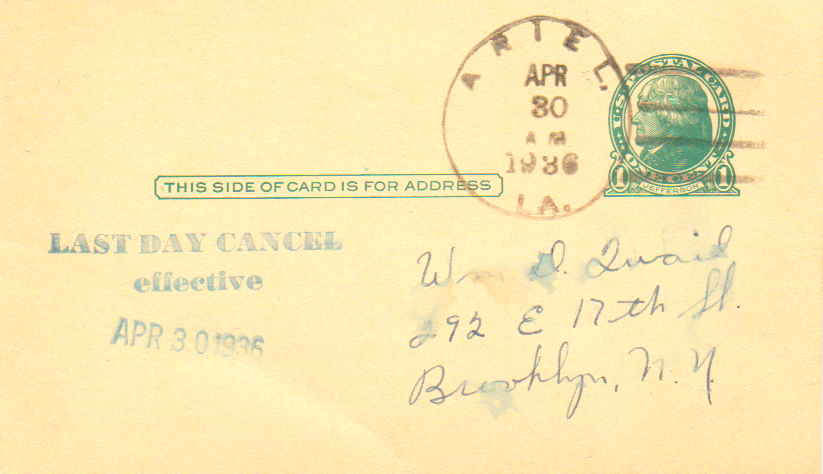 ARIEL.
APR
30
A M
1936
LA.
U.S. POSTAL CARD
ONE CENT
1 JEFFERSON 1
THIS SIDE OF CARD IS FOR ADDRESS
LAST DAY CANCEL
effective
APR 30 1936
Wm D. Quaid
292 E 17th St.
Brooklyn, N.Y.